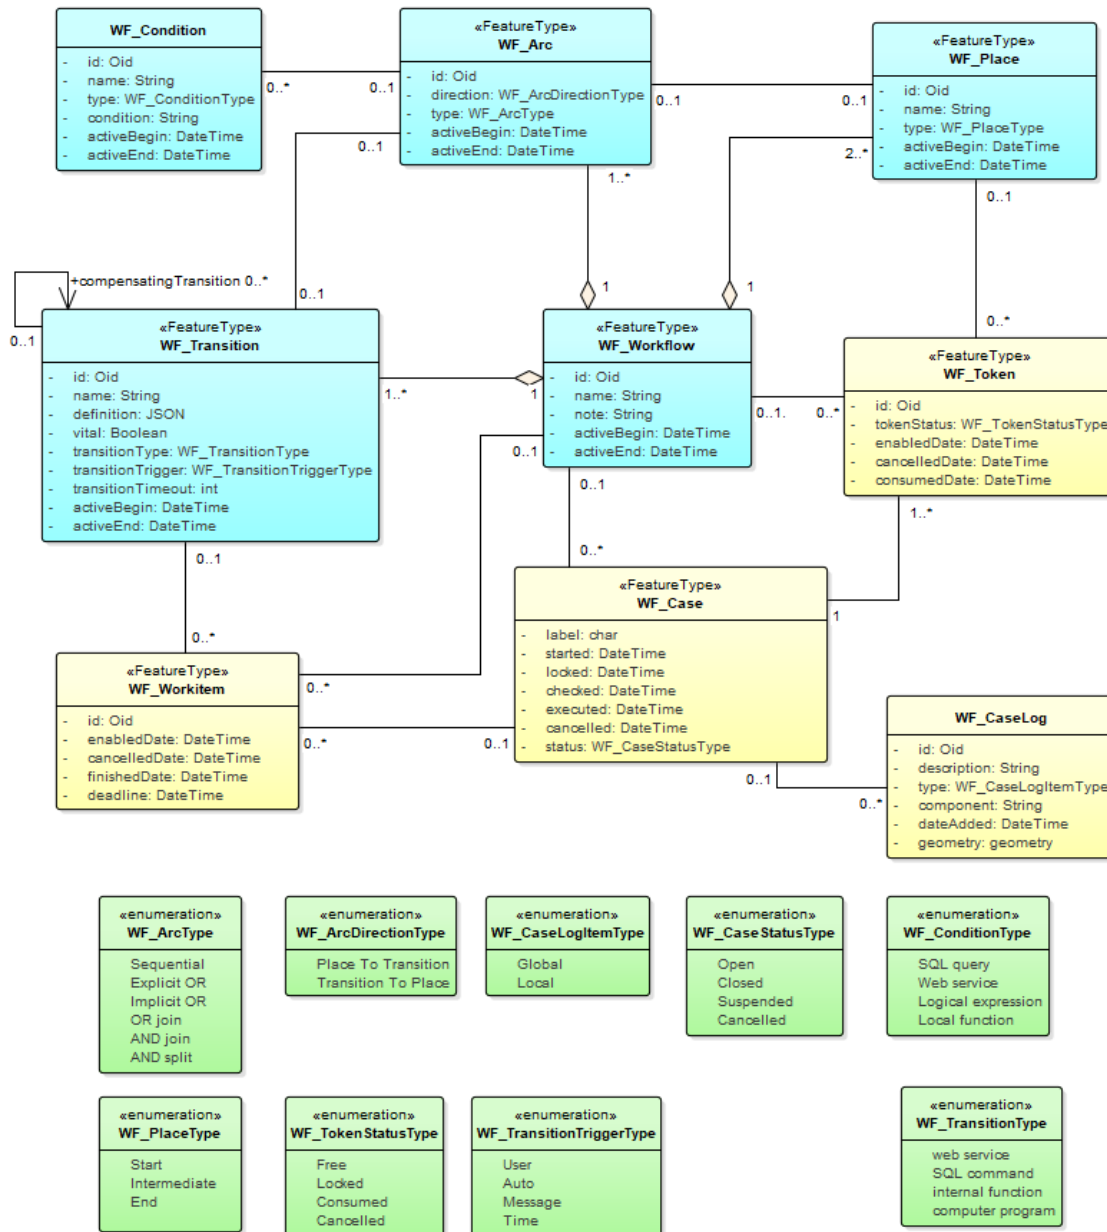 WF_Condition
- id: Oid
- name: String
- type: WF_ConditionType
- condition: String
- activeBegin: DateTime
- activeEnd: DateTime
«FeatureType»
WF_Arc
- id: Oid
- direction: WF_ArcDirectionType
- type: WF_ArcType
- activeBegin: DateTime
- activeEnd: DateTime
«FeatureType»
WF_Place
- id: Oid
- name: String
- type: WF_PlaceType
- activeBegin: DateTime
- activeEnd: DateTime
0..*
0..1
0..1
0..1
0..1
1..*
2..*
0..1
+compensatingTransition 0..*
0..1
0..1
1
1
0..*
«FeatureType»
WF_Transition
- id: Oid
- name: String
- definition: JSON
- vital: Boolean
- transitionType: WF_TransitionType
- transitionTrigger: WF_TransitionTriggerType
- transitionTimeout: int
- activeBegin: DateTime
- activeEnd: DateTime
1..*
1
«FeatureType»
WF_Workflow
- id: Oid
- name: String
- note: String
- activeBegin: DateTime
- activeEnd: DateTime
0..1.
0..*
0..1
0..1
«FeatureType»
WF_Token
- id: Oid
- tokenStatus: WF_TokenStatusType
- enabledDate: DateTime
- cancelledDate: DateTime
- consumedDate: DateTime
1..*
0..1
0..*
0..*
1
«FeatureType»
WF_Case
- label: char
- started: DateTime
- locked: DateTime
- checked: DateTime
- executed: DateTime
- cancelled: DateTime
- status: WF_CaseStatusType
«FeatureType»
WF_Workitem
- id: Oid
- enabledDate: DateTime
- cancelledDate: DateTime
- finishedDate: DateTime
- deadline: DateTime
0..*
0..*
0..1
0..1
0..*
WF_CaseLog
- id: Oid
- description: String
- type: WF_CaseLogItemType
- component: String
- dateAdded: DateTime
- geometry: geometry
«enumeration»
WF_ArcType
Sequential
Explicit OR
Implicit OR
OR join
AND join
AND split
«enumeration»
WF_ArcDirectionType
Place To Transition
Transition To Place
«enumeration»
WF_CaseLogItemType
Global
Local
«enumeration»
WF_CaseStatusType
Open
Closed
Suspended
Cancelled
«enumeration»
WF_ConditionType
SQL query
Web service
Logical expression
Local function
«enumeration»
WF_PlaceType
Start
Intermediate
End
«enumeration»
WF_TokenStatusType
Free
Locked
Consumed
Cancelled
«enumeration»
WF_TransitionTriggerType
User
Auto
Message
Time
«enumeration»
WF_TransitionType
web service
SQL command
internal function
computer program